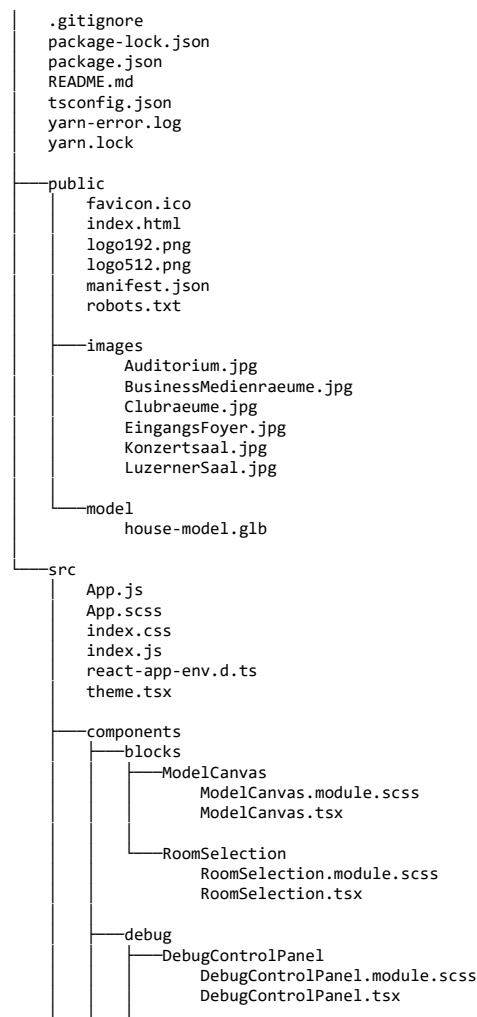 .gitignore
package-lock.json
package.json
README.md
tsconfig.json
yarn-error.log
yarn.lock
public
favicon.ico
index.html
logo192.png
logo512.png
manifest.json
robots.txt
images
Auditorium.jpg
BusinessMedienraeume.jpg
Clubraeume.jpg
EingangsFoyer.jpg
Konzertsaal.jpg
LuzernerSaal.jpg
model
house-model.glb
src
App.js
App.scss
index.css
index.js
react-app-env.d.ts
theme.tsx
components
blocks
ModelCanvas
ModelCanvas.module.scss
ModelCanvas.tsx
RoomSelection
RoomSelection.module.scss
RoomSelection.tsx
debug
DebugControlPanel
DebugControlPanel.module.scss
DebugControlPanel.tsx